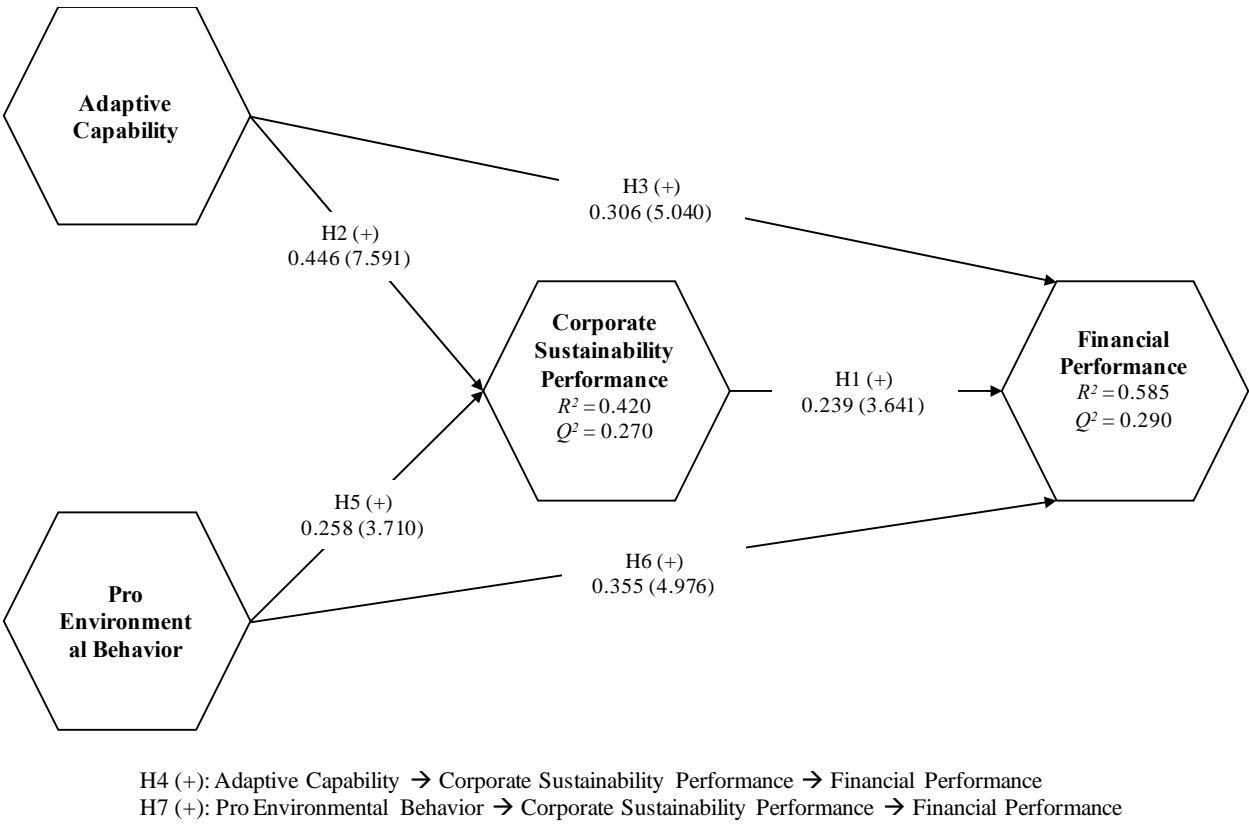 Adaptive
Capability
H3 (+)
0.306 (5.040)
H2 (+)
0.446 (7.591)
Corporate
Sustainability
Performance
R² = 0.420
Q² = 0.270
H1 (+)
0.239 (3.641)
Financial
Performance
R² = 0.585
Q² = 0.290
H5 (+)
0.258 (3.710)
H6 (+)
0.355 (4.976)
Pro
Environment
al Behavior
H4 (+): Adaptive Capability → Corporate Sustainability Performance → Financial Performance
H7 (+): Pro Environmental Behavior → Corporate Sustainability Performance → Financial Performance